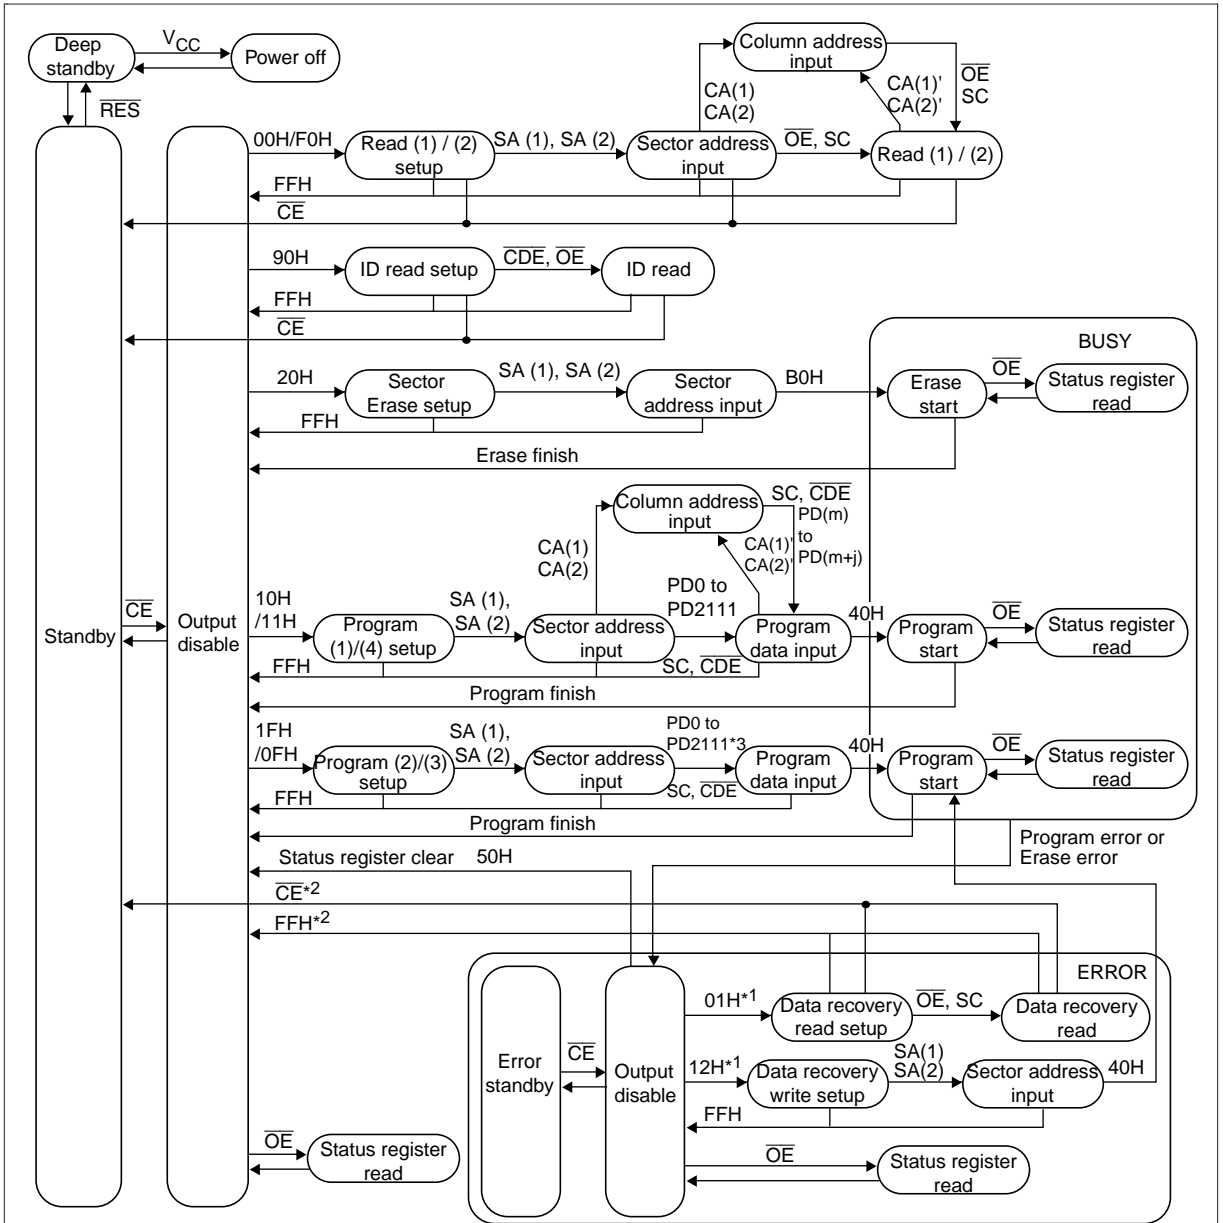 Deep
standby
VCC
Power off
RES
Column address
input
CA(1)
CA(2)
CA(1)'
CA(2)'
OE
SC
00H/F0H
Read (1) / (2)
setup
SA (1), SA (2)
Sector address
input
OE, SC
Read (1) / (2)
FFH
CE
90H
ID read setup
CDE, OE
ID read
FFH
CE
BUSY
20H
Sector
Erase setup
SA (1), SA (2)
Sector
address input
B0H
Erase
start
OE
Status register
read
FFH
Erase finish
Column address
input
SC, CDE
PD(m)
to
PD(m+j)
CA(1)
CA(2)
CA(1)'
CA(2)'
Standby
CE
Output
disable
10H
/11H
Program
(1)/(4) setup
SA (1),
SA (2)
Sector address
input
PD0 to
PD2111
SC, CDE
Program
data input
40H
Program
start
OE
Status register
read
FFH
Program finish
1FH
/0FH
Program (2)/(3)
setup
SA (1),
SA (2)
Sector address
input
PD0 to
PD2111*3
SC, CDE
Program
data input
40H
Program
start
OE
Status register
read
FFH
Program finish
Program error or
Erase error
Status register clear 50H
CE*2
FFH*2
ERROR
Error
standby
CE
Output
disable
01H*1
Data recovery
read setup
OE, SC
Data recovery
read
12H*1
Data recovery
write setup
SA(1)
SA(2)
Sector address
input
40H
FFH
OE
Status register
read
OE
Status register
read